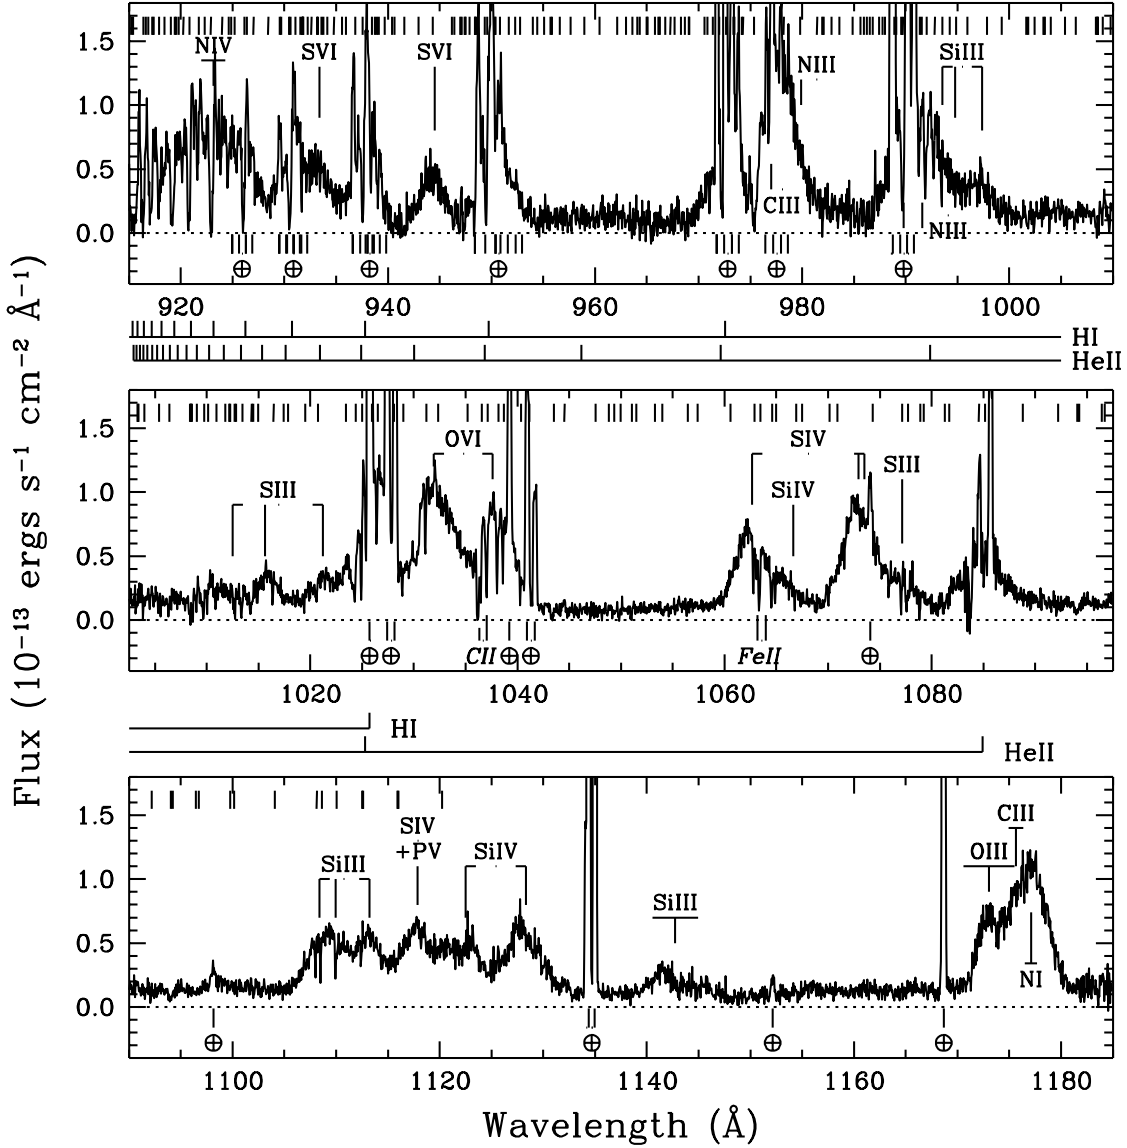 1.5
1.0
0.5
0.0
NIV
SVI
SVI
NIII
SiIII
CIII
NIII
⊕ ⊕ ⊕ ⊕ ⊕ ⊕ ⊕
920 940 960 980 1000
HI
HeII
1.5
1.0
0.5
0.0
SIII
OVI
SIV
SiIV
SIII
⊕ ⊕ CII ⊕ ⊕ FeII ⊕
1020 1040 1060 1080
HI
HeII
1.5
1.0
0.5
0.0
SiIII
SIV
+PV
SiIV
SiIII
CIII
OIII
NI
⊕ ⊕ ⊕ ⊕
1100 1120 1140 1160 1180
Wavelength (Å)
Flux (10⁻¹³ ergs s⁻¹ cm⁻² Å⁻¹)